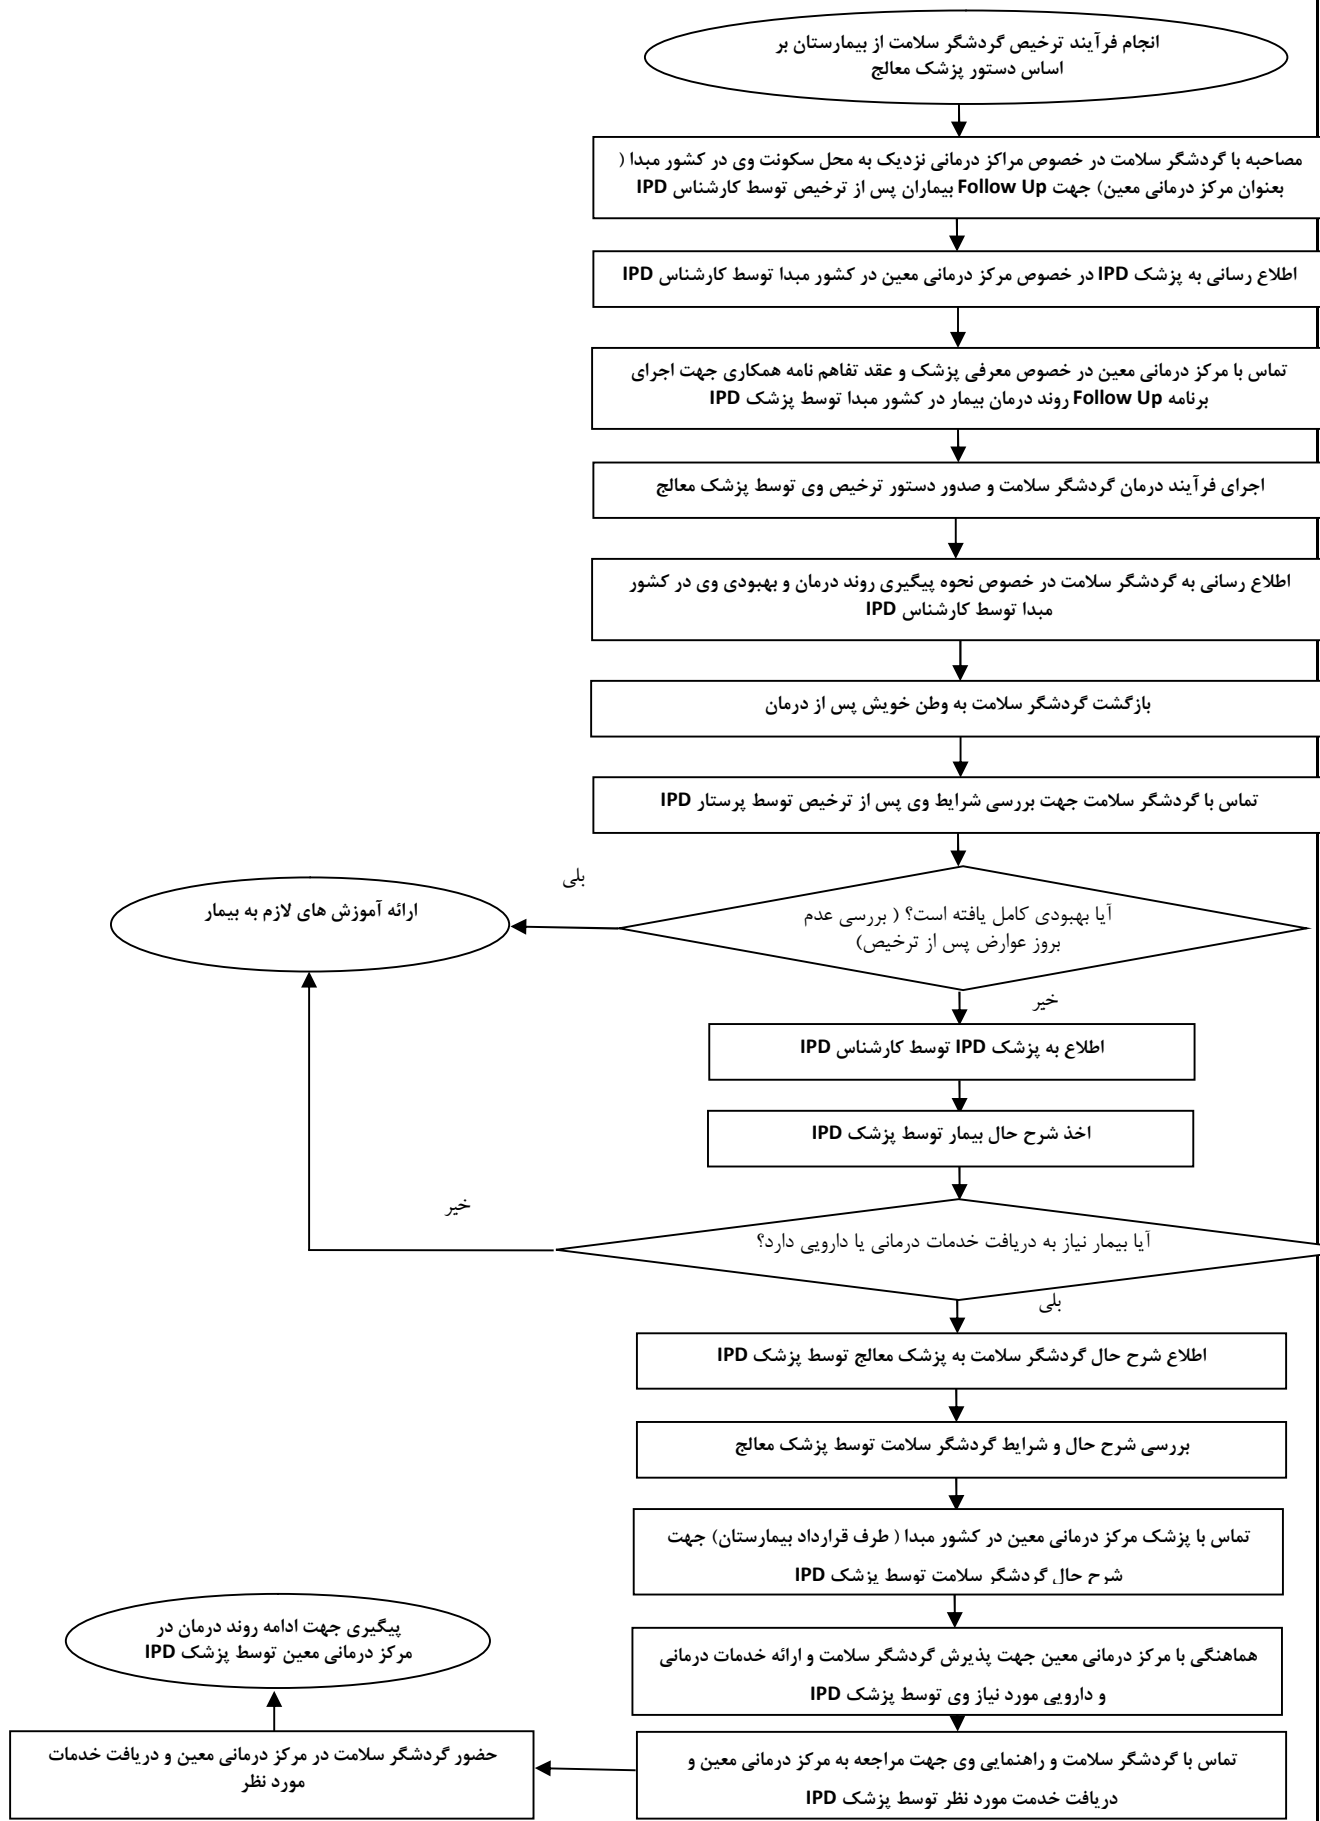 انجام فرآیند ترخیص گردشگر سلامت از بیمارستان بر
اساس دستور پزشک معالج
مصاحبه با گردشگر سلامت در خصوص مراکز درمانی نزدیک به محل سکونت وی در کشور مبدا (
بعنوان مرکز درمانی معین) جهت Follow Up بیماران پس از ترخیص توسط کارشناس IPD
اطلاع رسانی به پزشک IPD در خصوص مرکز درمانی معین در کشور مبدا توسط کارشناس IPD
تماس با مرکز درمانی معین در خصوص معرفی پزشک و عقد تفاهم نامه همکاری جهت اجرای
برنامه Follow Up روند درمان بیمار در کشور مبدا توسط پزشک IPD
اجرای فرآیند درمان گردشگر سلامت و صدور دستور ترخیص وی توسط پزشک معالج
اطلاع رسانی به گردشگر سلامت در خصوص نحوه پیگیری روند درمان و بهبودی وی در کشور
مبدا توسط کارشناس IPD
بازگشت گردشگر سلامت به وطن خویش پس از درمان
تماس با گردشگر سلامت جهت بررسی شرایط وی پس از ترخیص توسط پرستار IPD
بلی
آیا بهبودی کامل یافته است؟ ( بررسی عدم
بروز عوارض پس از ترخیص)
ارائه آموزش های لازم به بیمار
خیر
اطلاع به پزشک IPD توسط کارشناس IPD
اخذ شرح حال بیمار توسط پزشک IPD
خیر
آیا بیمار نیاز به دریافت خدمات درمانی یا دارویی دارد؟
بلی
اطلاع شرح حال گردشگر سلامت به پزشک معالج توسط پزشک IPD
بررسی شرح حال و شرایط گردشگر سلامت توسط پزشک معالج
تماس با پزشک مرکز درمانی معین در کشور مبدا ( طرف قرارداد بیمارستان) جهت
شرح حال گردشگر سلامت توسط پزشک IPD
هماهنگی با مرکز درمانی معین جهت پذیرش گردشگر سلامت و ارائه خدمات درمانی
و دارویی مورد نیاز وی توسط پزشک IPD
تماس با گردشگر سلامت و راهنمایی وی جهت مراجعه به مرکز درمانی معین و
دریافت خدمت مورد نظر توسط پزشک IPD
حضور گردشگر سلامت در مرکز درمانی معین و دریافت خدمات
مورد نظر
پیگیری جهت ادامه روند درمان در
مرکز درمانی معین توسط پزشک IPD